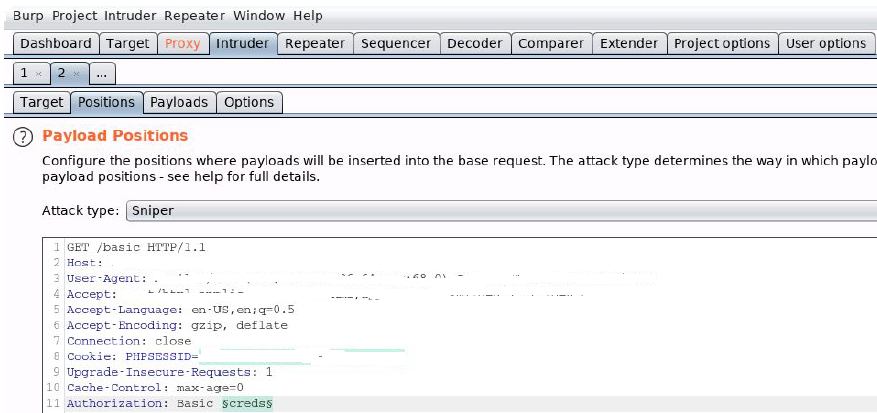 Burp Project Intruder Repeater Window Help
Dashboard Target Proxy Intruder Repeater Sequencer Decoder Comparer Extender Project options User options
1 × 2 × ...
Target Positions Payloads Options
? Payload Positions
Configure the positions where payloads will be inserted into the base request. The attack type determines the way in which paylo
payload positions - see help for full details.
Attack type: Sniper
1 GET /basic HTTP/1.1
2 Host:
3 User-Agent:
4 Accept:
5 Accept-Language: en-US,en;q=0.5
6 Accept-Encoding: gzip, deflate
7 Connection: close
8 Cookie: PHPSESSID=
9 Upgrade-Insecure-Requests: 1
10 Cache-Control: max-age=0
11 Authorization: Basic §creds§